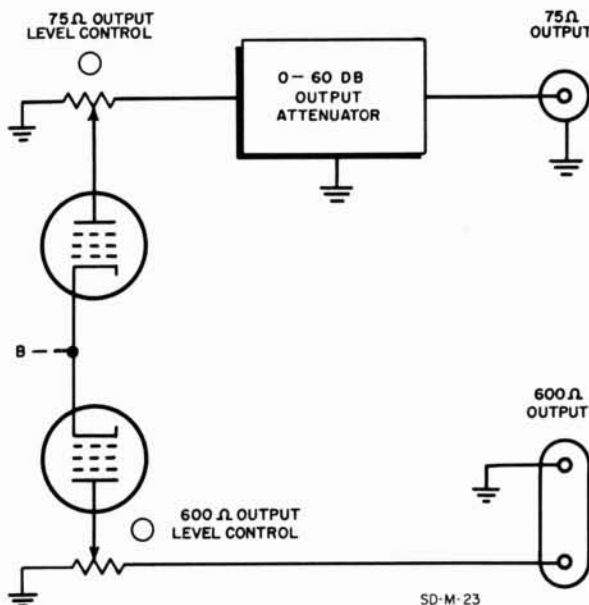 75Ω OUTPUT
LEVEL CONTROL
0–60 DB
OUTPUT
ATTENUATOR
75Ω
OUTPUT
B
600Ω
OUTPUT
600Ω OUTPUT
LEVEL CONTROL
SD-M-23